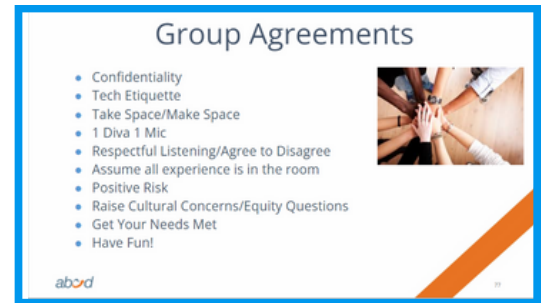 Group Agreements
Confidentiality
Tech Etiquette
Take Space/Make Space
1 Diva 1 Mic
Respectful Listening/Agree to Disagree
Assume all experience is in the room
Positive Risk
Raise Cultural Concerns/Equity Questions
Get Your Needs Met
Have Fun!